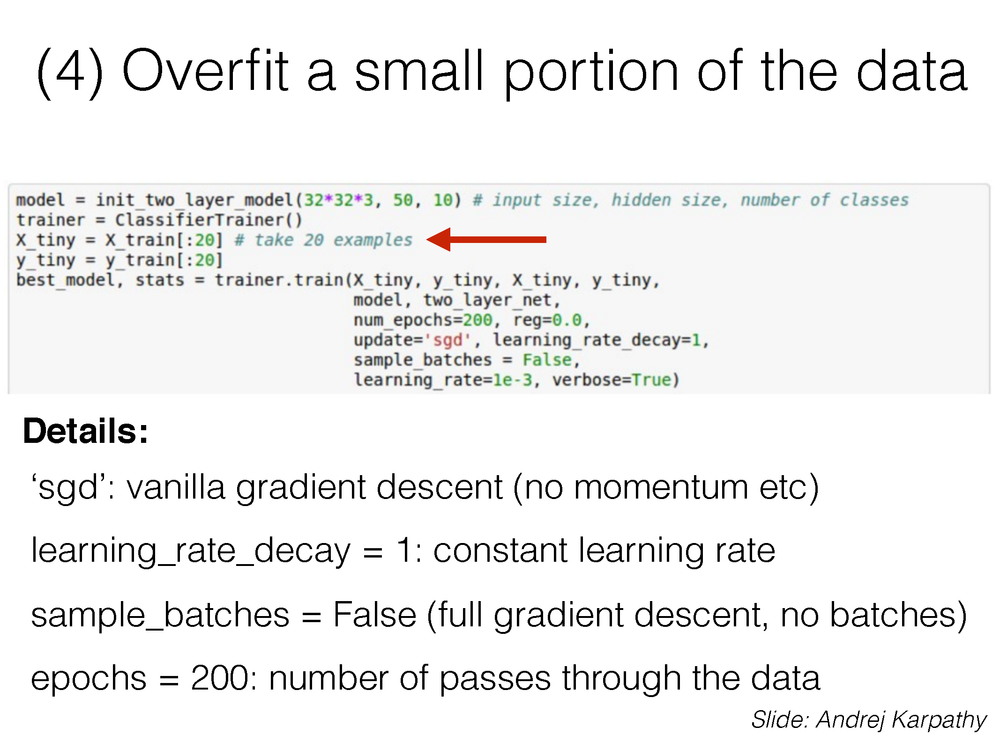 (4) Overfit a small portion of the data
model = init_two_layer_model(32*32*3, 50, 10) # input size, hidden size, number of classes
trainer = ClassifierTrainer()
X_tiny = X_train[:20] # take 20 examples
y_tiny = y_train[:20]
best_model, stats = trainer.train(X_tiny, y_tiny, X_tiny, y_tiny,
model, two_layer_net,
num_epochs=200, reg=0.0,
update='sgd', learning_rate_decay=1,
sample_batches = False,
learning_rate=1e-3, verbose=True)
Details:
‘sgd’: vanilla gradient descent (no momentum etc)
learning_rate_decay = 1: constant learning rate
sample_batches = False (full gradient descent, no batches)
epochs = 200: number of passes through the data
Slide: Andrej Karpathy